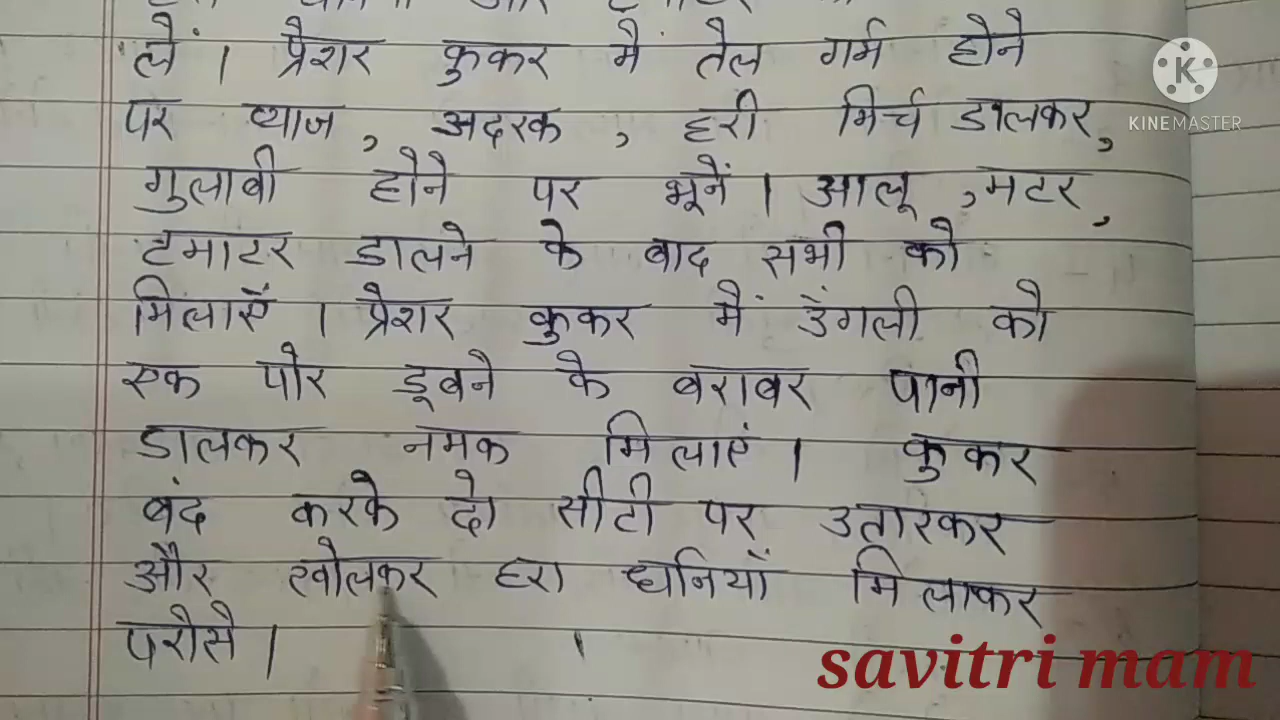 लें। प्रेशर कुकर में तेल गर्म होने
पर प्याज, अदरक, हरी मिर्च डालकर,
गुलाबी होने पर भूनें। आलू, मटर,
टमाटर डालने के बाद सभी को
मिलाएँ। प्रेशर कुकर में उँगली को
एक पोर डूबने के बराबर पानी
डालकर नमक मिलाएं। कुकर
बंद करके दो सीटी पर उतारकर
और खोलकर हरा धनियाँ मिलाकर
परोसै।
K
KINEMASTER
savitri mam